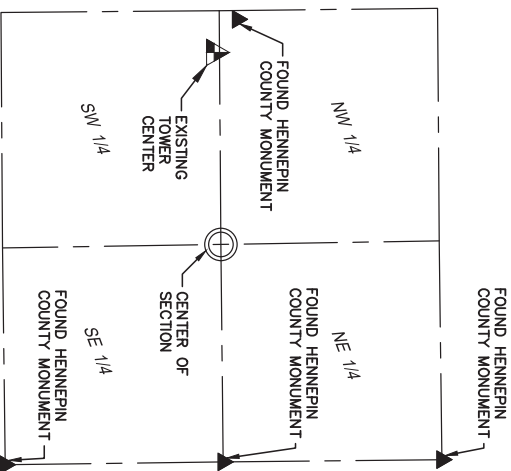 FOUND HENNEPIN
COUNTY MONUMENT
NW 1/4
NE 1/4
FOUND HENNEPIN
COUNTY MONUMENT
FOUND HENNEPIN
COUNTY MONUMENT
EXISTING
TOWER
CENTER
CENTER OF
SECTION
SW 1/4
SE 1/4
FOUND HENNEPIN
COUNTY MONUMENT